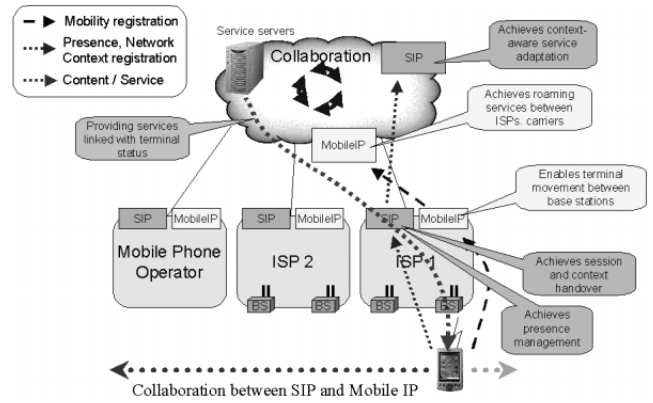 Mobility registration
Presence, Network
Context registration
Content / Service
Service servers
Collaboration
SIP
Achieves context-
aware service
adaptation
Achieves roaming
services between
ISPs. carriers
Providing services
linked with terminal
status
MobileIP
Enables terminal
movement between
base stations
SIP
MobileIP
Mobile Phone
Operator
SIP
MobileIP
ISP 2
BS
BS
SIP
MobileIP
ISP 1
BS
BS
Achieves session
and context
handover
Achieves
presence
management
Collaboration between SIP and Mobile IP